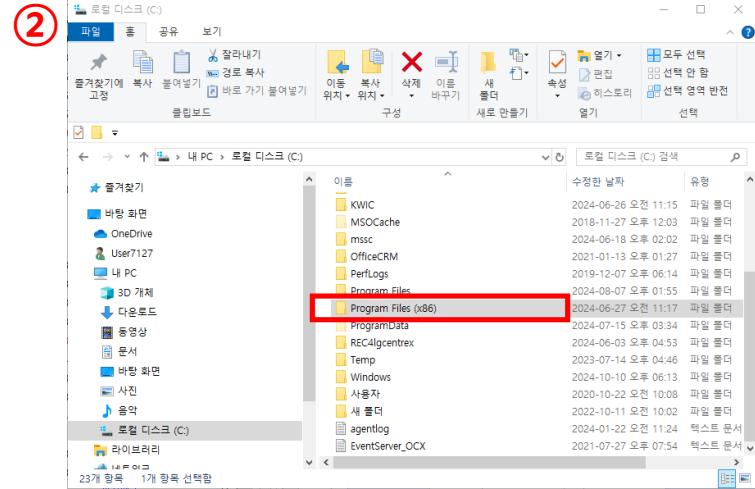 ②
로컬 디스크 (C:)
파일 홈 공유 보기
즐겨찾기에 고정
복사
붙여넣기
잘라내기
경로 복사
바로 가기 붙여넣기
클립보드
이동 위치
복사 위치
삭제
이름 바꾸기
구성
새 폴더
새로 만들기
속성
열기
편집
히스토리
열기
모두 선택
선택 안 함
선택 영역 반전
선택
내 PC > 로컬 디스크 (C:)
로컬 디스크 (C:) 검색
즐겨찾기
바탕 화면
OneDrive
User7127
내 PC
3D 개체
다운로드
동영상
문서
바탕 화면
사진
음악
로컬 디스크 (C:)
라이브러리
네트워크
이름 수정한 날짜 유형
KWIC 2024-06-26 오전 11:15 파일 폴더
MSOCache 2018-11-27 오후 12:03 파일 폴더
mssc 2024-06-18 오후 02:02 파일 폴더
OfficeCRM 2021-01-13 오후 01:27 파일 폴더
PerfLogs 2019-12-07 오후 06:14 파일 폴더
Program Files 2024-08-07 오후 01:55 파일 폴더
Program Files (x86) 2024-06-27 오전 11:17 파일 폴더
ProgramData 2024-07-15 오후 03:34 파일 폴더
REC4lgcentrex 2024-06-03 오후 04:53 파일 폴더
Temp 2023-07-14 오후 04:46 파일 폴더
Windows 2024-10-10 오후 06:13 파일 폴더
사용자 2020-10-22 오전 10:08 파일 폴더
새 폴더 2022-10-11 오전 10:02 파일 폴더
agentlog 2024-01-22 오전 11:24 텍스트 문서
EventServer_OCX 2021-07-27 오후 07:54 텍스트 문서
23개 항목 1개 항목 선택함